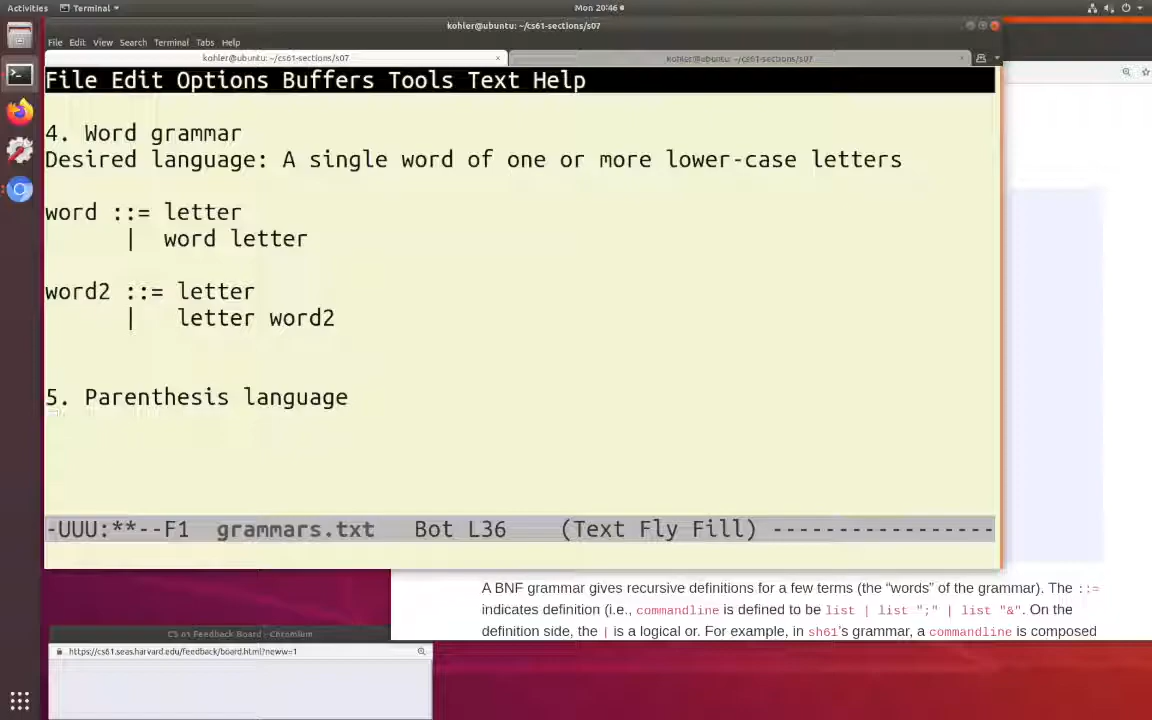 Activities Terminal Mon 20:46
kohler@ubuntu: ~/cs61-sections/s07
File Edit View Search Terminal Tabs Help
kohler@ubuntu: ~/cs61-sections/s07 × kohler@ubuntu: ~/cs61-sections/s07 ×
File Edit Options Buffers Tools Text Help
4. Word grammar
Desired language: A single word of one or more lower-case letters
word ::= letter
| word letter
word2 ::= letter
| letter word2
5. Parenthesis language
-UUU:**--F1 grammars.txt Bot L36 (Text Fly Fill) ------------------
A BNF grammar gives recursive definitions for a few terms (the “words” of the grammar). The ::=
indicates definition (i.e., commandline is defined to be list | list ";" | list "&". On the
definition side, the | is a logical or. For example, in sh61’s grammar, a commandline is composed
CS 61 Feedback Board - Chromium
https://cs61.seas.harvard.edu/feedback/board.html?neww=1